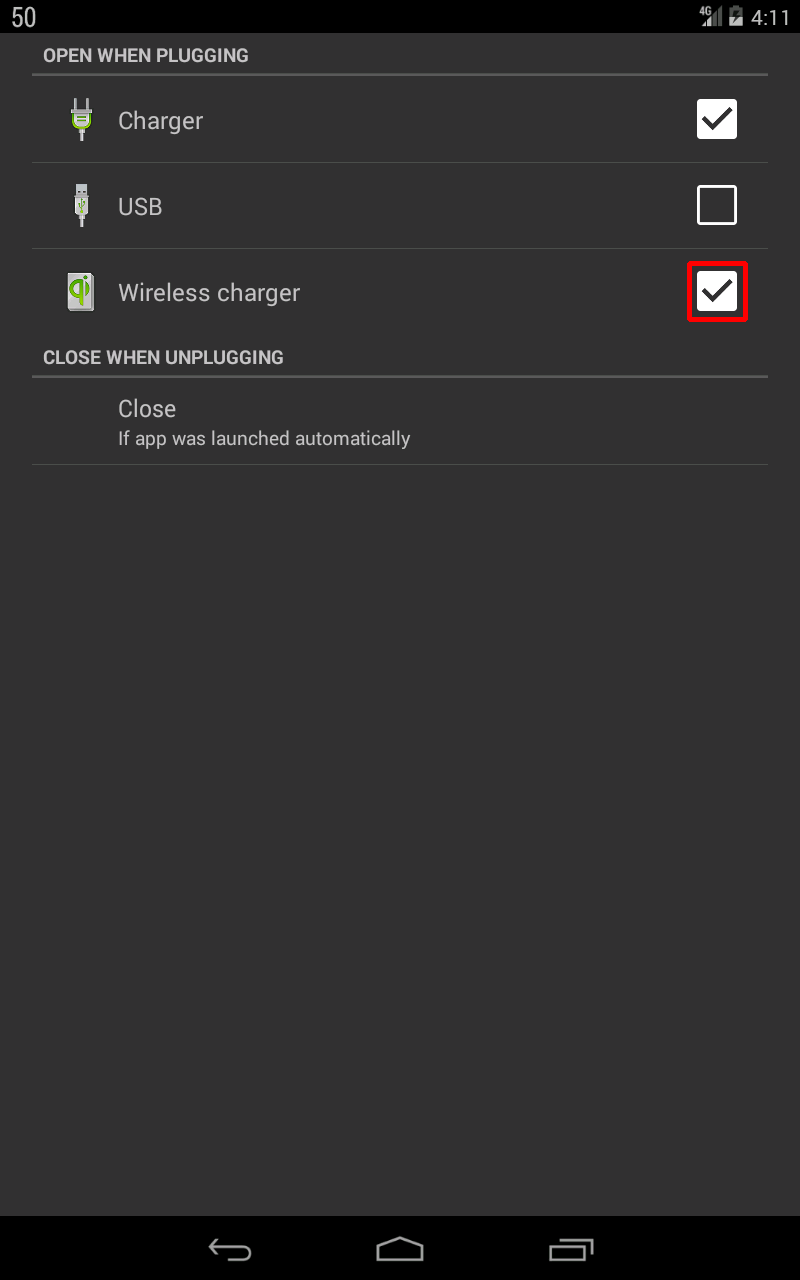 50
4G
4:11
OPEN WHEN PLUGGING
Charger
USB
qi
Wireless charger
CLOSE WHEN UNPLUGGING
Close
If app was launched automatically